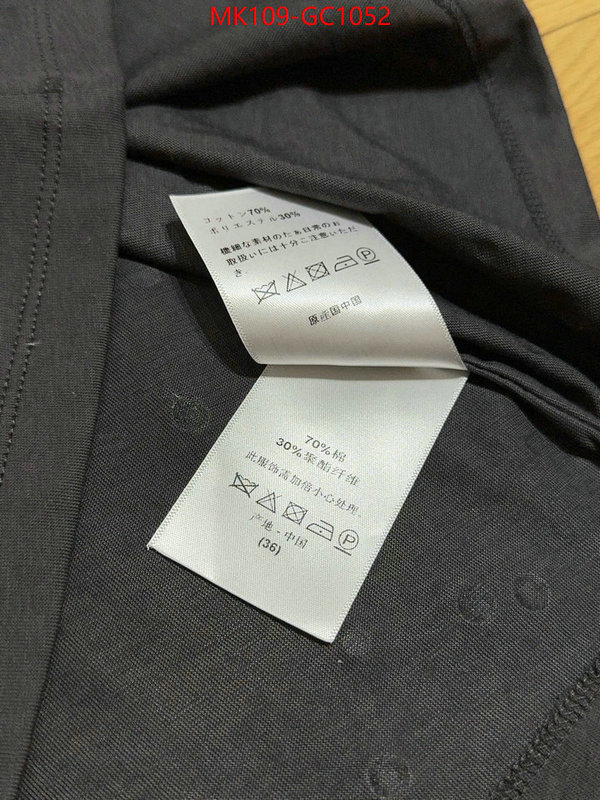 MK109-GC1052
コットン70%
ポリエステル30%
繊細な素材のたぁ日常のお
取扱いには十分ご注意いただ
き
P
原産国中国
70%棉
30%聚酯纤维
此服饰需加倍小心处理.
P
产地 - 中国
(36)